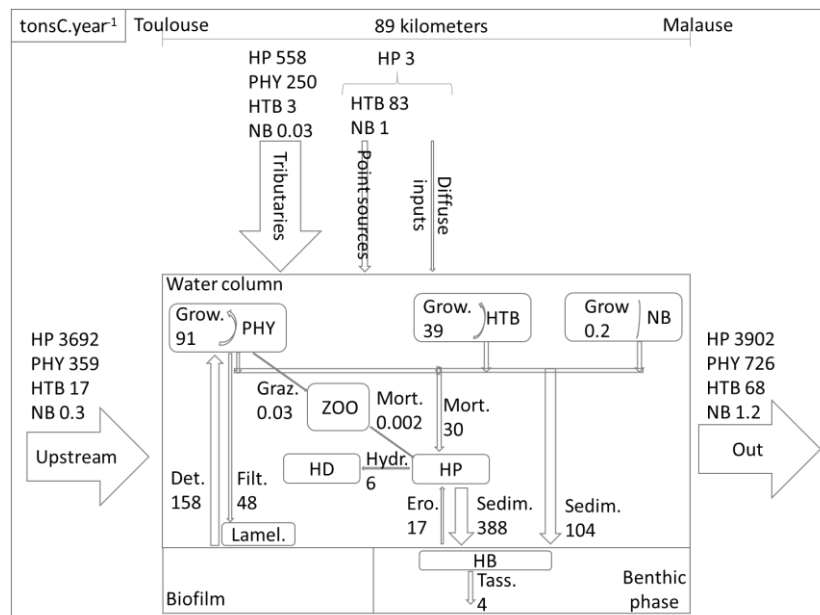 tonsC.year-1
Toulouse
89 kilometers
Malause
HP 558
PHY 250
HTB 3
NB 0.03
HP 3
HTB 83
NB 1
Tributaries
Point sources
Diffuse
inputs
Water column
Grow.
91
PHY
Grow.
39
HTB
Grow
0.2
NB
HP 3692
PHY 359
HTB 17
NB 0.3
Upstream
HP 3902
PHY 726
HTB 68
NB 1.2
Out
Graz.
0.03
ZOO
Mort.
0.002
Mort.
30
HD
Hydr.
6
HP
Det.
158
Filt.
48
Lamel.
Ero.
17
Sedim.
388
Sedim.
104
HB
Tass.
4
Biofilm
Benthic
phase